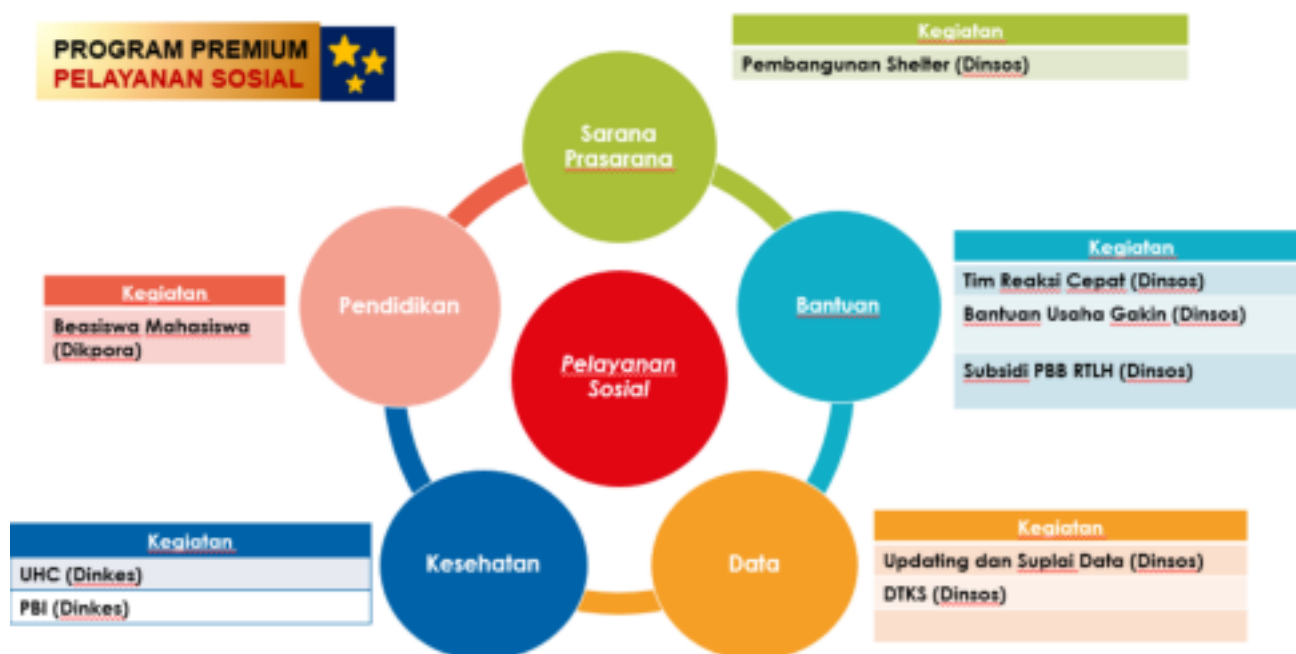 PROGRAM PREMIUM
PELAYANAN SOSIAL
Kegiatan
Pembangunan Shelter (Dinsos)
Sarana
Prasarana
Kegiatan
Tim Reaksi Cepat (Dinsos)
Bantuan Usaha Gakin (Dinsos)
Subsidi PBB RTLH (Dinsos)
Bantuan
Pendidikan
Kegiatan
Beasiswa Mahasiswa
(Dikpora)
Pelayanan
Sosial
Kegiatan
UHC (Dinkes)
PBI (Dinkes)
Kesehatan
Data
Kegiatan
Updating dan Suplai Data (Dinsos)
DTKS (Dinsos)